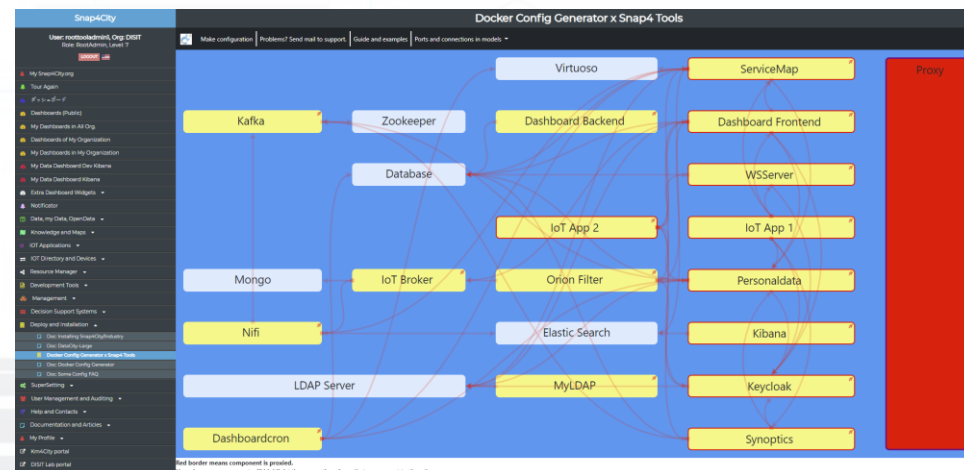 Snap4City
User: roottooladmin1, Org: DISIT
Role: RootAdmin, Level: 7
LOGOUT
My Snap4City.org
Tour Again
ダッシュボード
Dashboards (Public)
My Dashboards in All Org.
Dashboards of My Organization
My Dashboards in My Organization
My Data Dashboard Dev Kibana
My Data Dashboard Kibana
Extra Dashboard Widgets
Notificator
Data, my Data, OpenData
Knowledge and Maps
IOT Applications
IOT Directory and Devices
Resource Manager
Development Tools
Management
Decision Support Systems
Deploy and Installation
Doc: Installing Snap4City/Industry
Doc: DataCity-Large
Docker Config Generator x Snap4 Tools
Doc: Docker Config Generator
Doc: Some Config FAQ
SuperSetting
User Management and Auditing
Help and Contacts
Documentation and Articles
My Profile
Km4City portal
DISIT Lab portal
Docker Config Generator x Snap4 Tools
Make configuration
Problems? Send mail to support.
Guide and examples
Ports and connections in models
Virtuoso
ServiceMap
Proxy
Kafka
Zookeeper
Dashboard Backend
Dashboard Frontend
Database
WSServer
IoT App 2
IoT App 1
Mongo
IoT Broker
Orion Filter
Personaldata
Nifi
Elastic Search
Kibana
LDAP Server
MyLDAP
Keycloak
Dashboardcron
Synoptics
Red border means component is proxied.